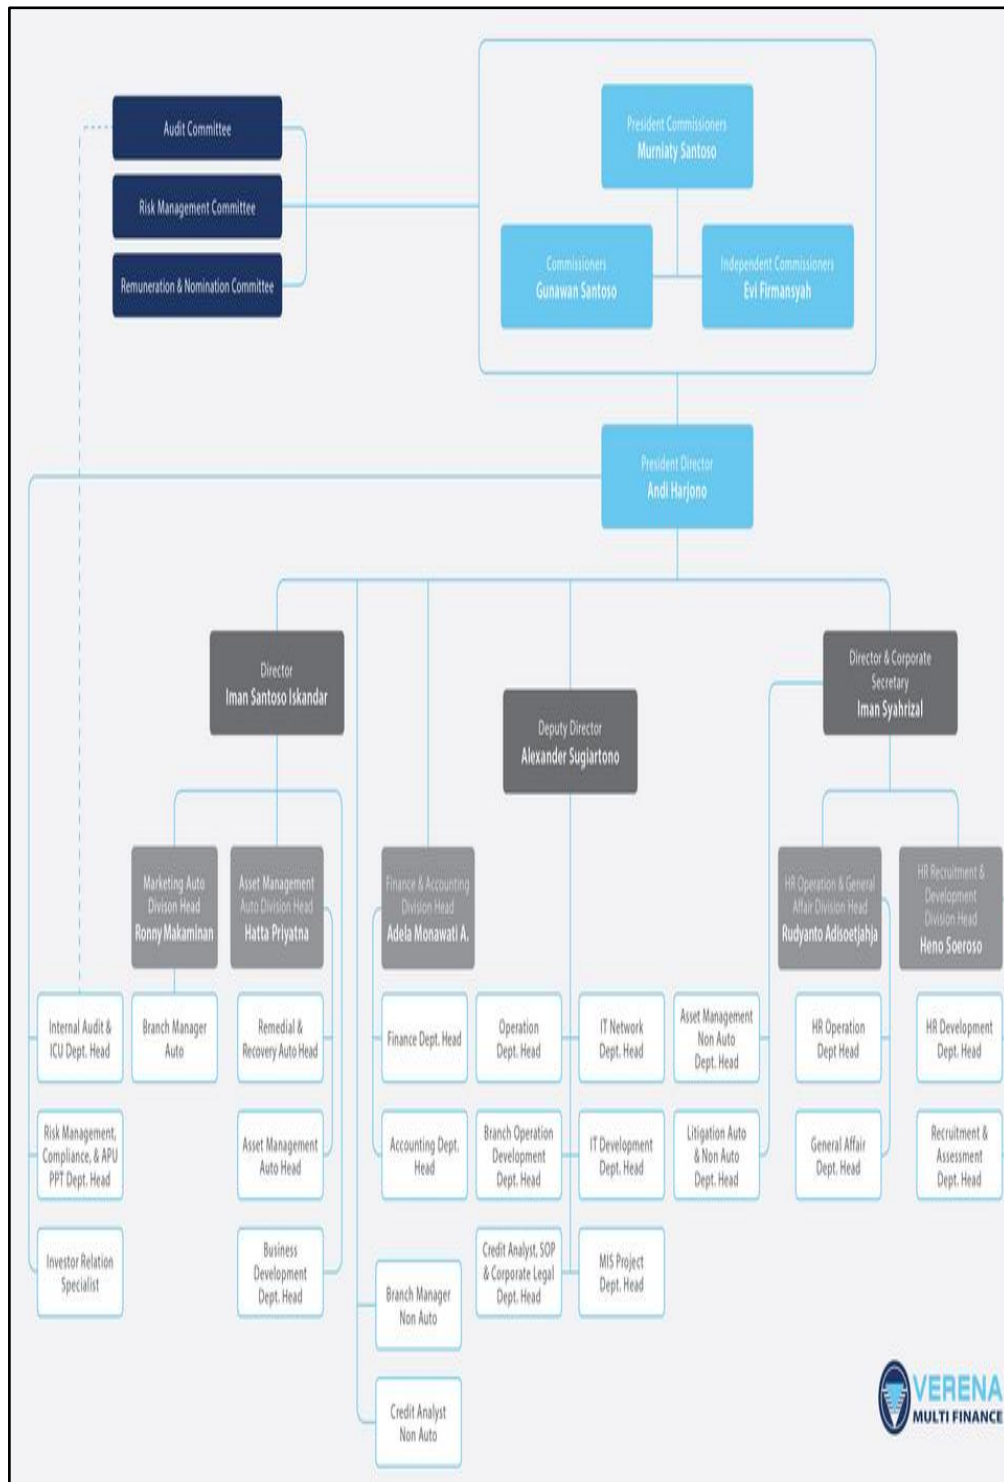 Audit Committee
Risk Management Committee
Remuneration & Nomination Committee
President Commissioners
Murniaty Santoso
Commissioners
Gunawan Santoso
Independent Commissioners
Evi Firmansyah
President Director
Andi Harjono
Director
Iman Santoso Iskandar
Deputy Director
Alexander Sugiartono
Director & Corporate
Secretary
Iman Syahrizal
Marketing Auto
Divison Head
Ronny Makaminan
Asset Management
Auto Division Head
Hatta Priyatna
Finance & Accounting
Division Head
Adela Monawati A.
HR Operation & General
Affair Division Head
Rudyanto Adisoetjahja
HR Recruitment &
Development
Division Head
Heno Soeroso
Internal Audit &
ICU Dept. Head
Branch Manager
Auto
Remedial &
Recovery Auto Head
Finance Dept. Head
Operation
Dept. Head
IT Network
Dept. Head
Asset Management
Non Auto
Dept. Head
HR Operation
Dept Head
HR Development
Dept. Head
Risk Management,
Compliance, & APU
PPT Dept. Head
Asset Management
Auto Head
Accounting Dept.
Head
Branch Operation
Development
Dept. Head
IT Development
Dept. Head
Litigation Auto
& Non Auto
Dept. Head
General Affair
Dept. Head
Recruitment &
Assessment
Dept. Head
Investor Relation
Specialist
Business
Development
Dept. Head
Branch Manager
Non Auto
Credit Analyst, SOP
& Corporate Legal
Dept. Head
MIS Project
Dept. Head
Credit Analyst
Non Auto
VERENA
MULTI FINANCE